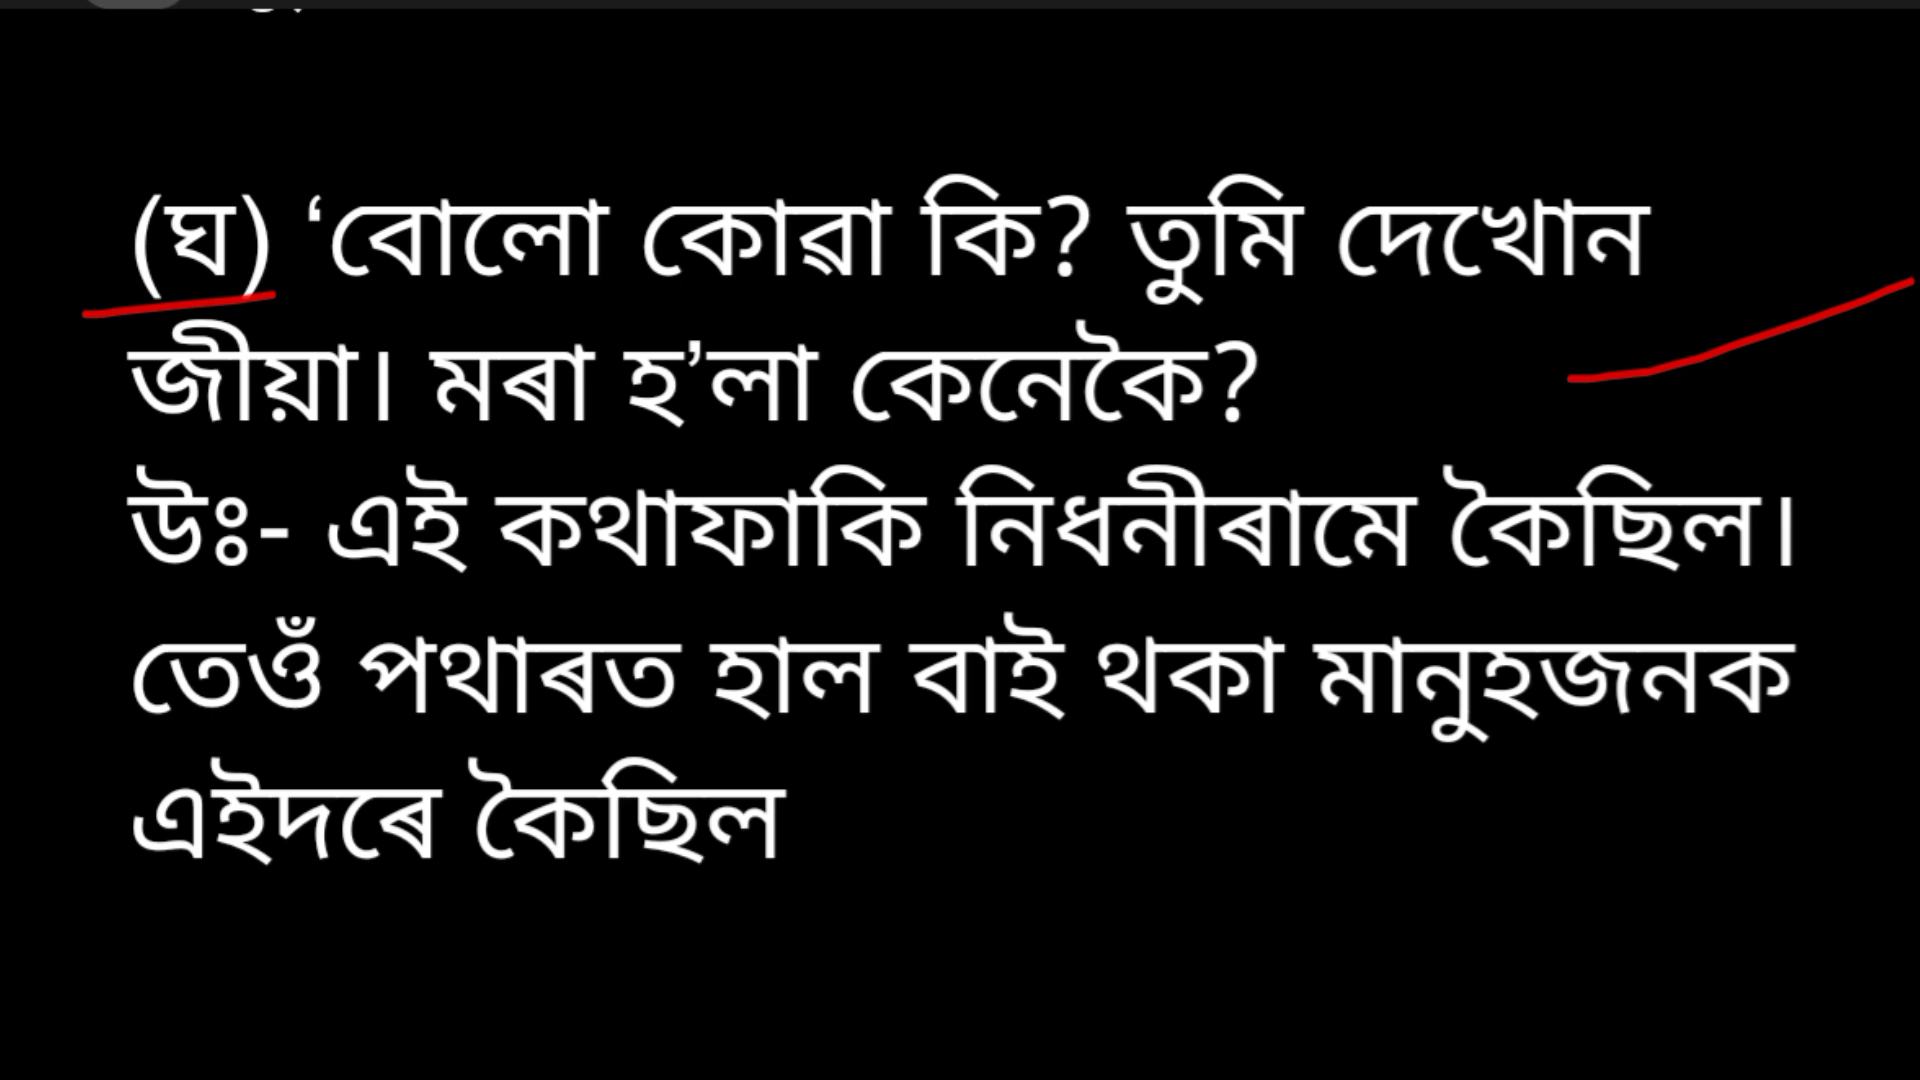 (ঘ) ‘বোলো কোৱা কি? তুমি দেখোন
জীয়া। মৰা হ’লা কেনেকৈ?
উঃ- এই কথাফাকি নিধনীৰামে কৈছিল।
তেওঁ পথাৰত হাল বাই থকা মানুহজনক
এইদৰে কৈছিল